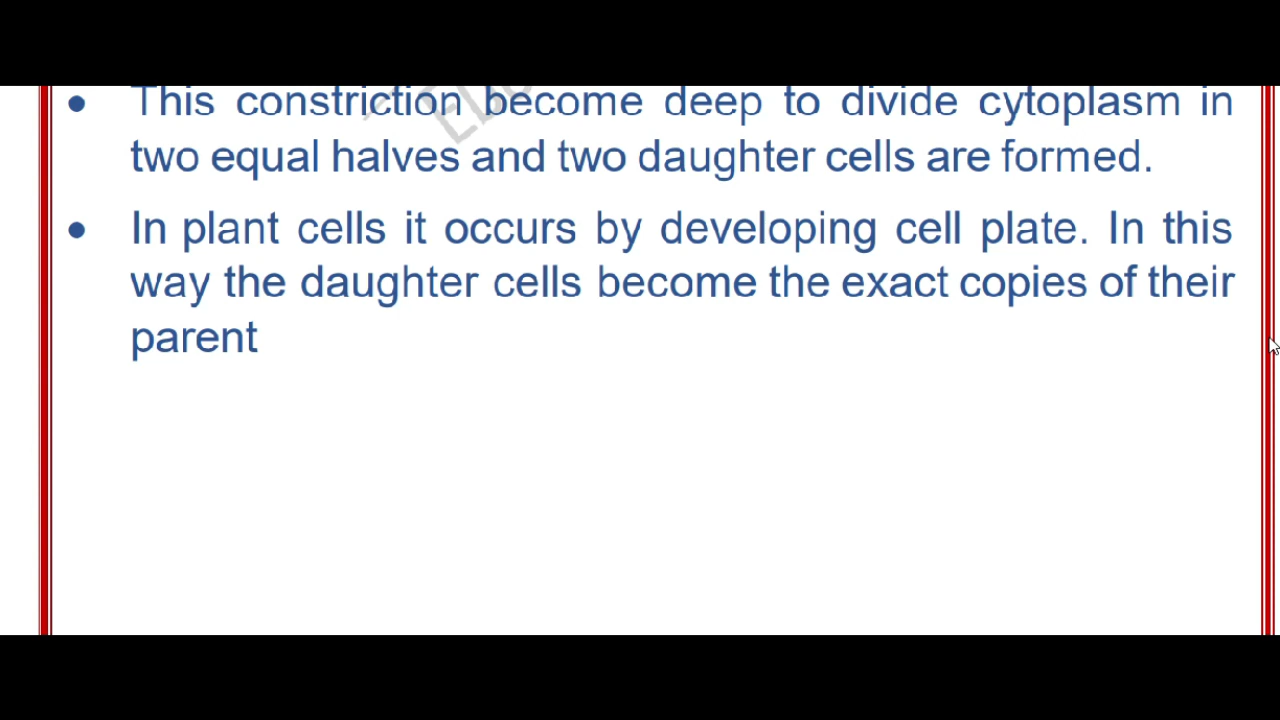 This constriction become deep to divide cytoplasm in
two equal halves and two daughter cells are formed.
In plant cells it occurs by developing cell plate. In this
way the daughter cells become the exact copies of their
parent